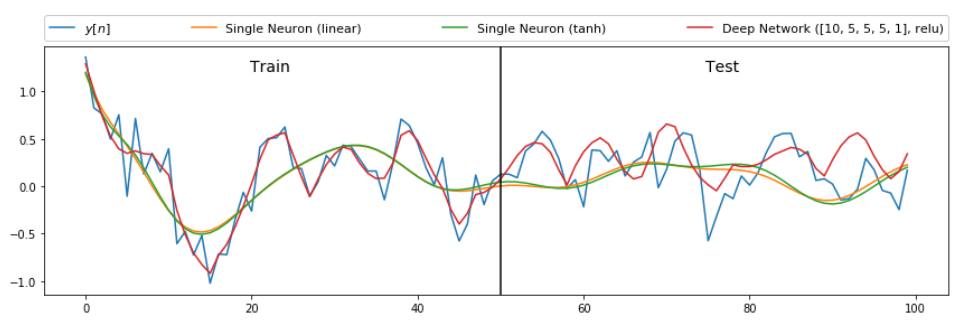 y[n] Single Neuron (linear) Single Neuron (tanh) Deep Network ([10, 5, 5, 5, 1], relu)
Train Test
1.0
0.5
0.0
−0.5
−1.0
0 20 40 60 80 100